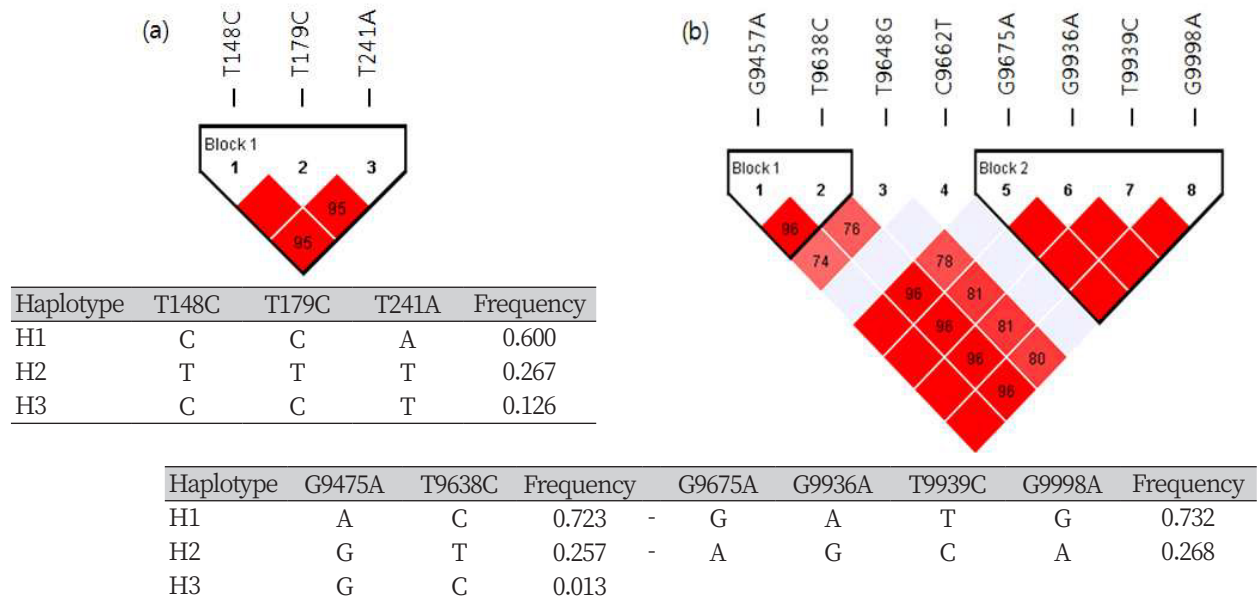 (a)
T148C T179C T241A
Block 1
1 2 3
95
95
Haplotype T148C T179C T241A Frequency
H1 C C A 0.600
H2 T T T 0.267
H3 C C T 0.126
(b)
G9457A T9638C T9648G C9662T G9675A G9936A T9939C G9998A
Block 1 Block 2
1 2 3 4 5 6 7 8
96 76
74 78
96 81
96 81
96 80
96
Haplotype G9475A T9638C Frequency G9675A G9936A T9939C G9998A Frequency
H1 A C 0.723 - G A T G 0.732
H2 G T 0.257 - A G C A 0.268
H3 G C 0.013